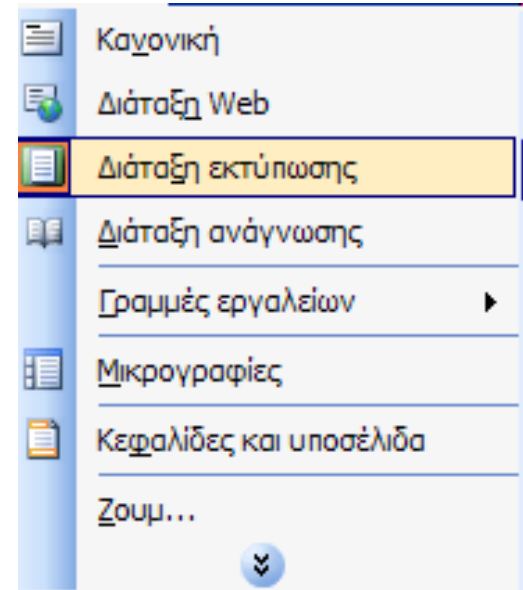 Κανονική
Διάταξη Web
Διάταξη εκτύπωσης
Διάταξη ανάγνωσης
Γραμμές εργαλείων
Μικρογραφίες
Κεφαλίδες και υποσέλιδα
Ζουμ...